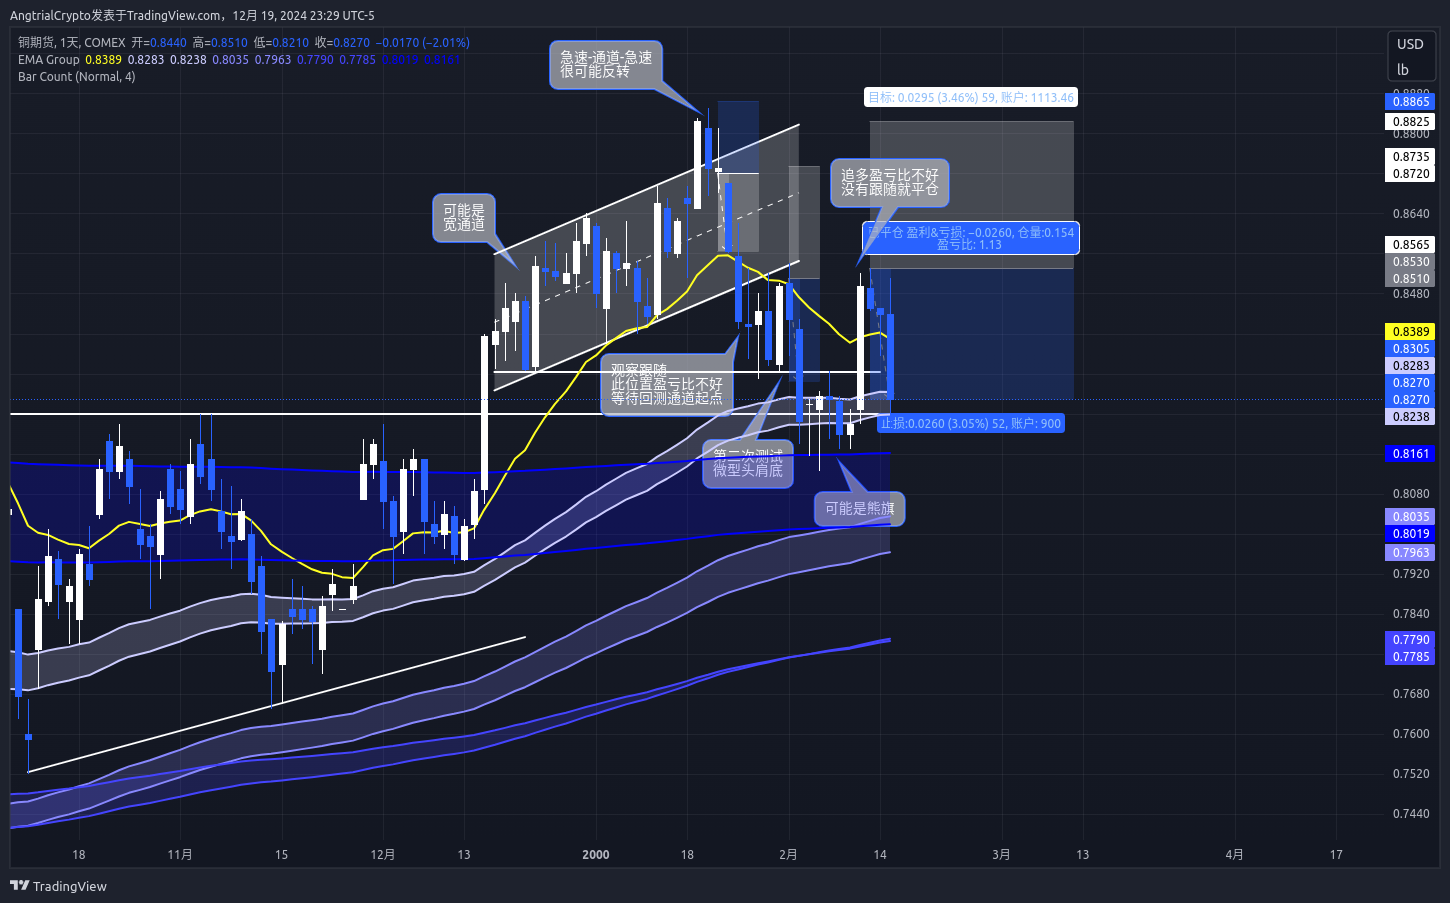 AngtrialCrypto发表于TradingView.com，12月 19, 2024 23:29 UTC-5
铜期货, 1天, COMEX 开=0.8440 高=0.8510 低=0.8210 收=0.8270 −0.0170 (−2.01%)
EMA Group 0.8389 0.8283 0.8238 0.8035 0.7963 0.7790 0.7785 0.8019 0.8161
Bar Count (Normal, 4)
USD
lb
急速-通道-急速
很可能反转
目标: 0.0295 (3.46%) 59, 账户: 1113.46
追多盈亏比不好
没有跟随就平仓
可能是
宽通道
平仓 盈利&亏损: −0.0260, 仓量:0.154
盈亏比: 1.13
观察跟随
此位置盈亏比不好
等待回测通道起点
止损:0.0260 (3.05%) 52, 账户: 900
第二次测试
微型头肩底
可能是熊旗
0.8880
0.8865
0.8825
0.8800
0.8735
0.8720
0.8640
0.8565
0.8530
0.8510
0.8480
0.8389
0.8305
0.8283
0.8270
0.8270
0.8238
0.8161
0.8080
0.8035
0.8019
0.7963
0.7920
0.7840
0.7790
0.7785
0.7680
0.7600
0.7520
0.7440
18
11月
15
12月
13
2000
18
2月
14
3月
13
4月
17
TradingView